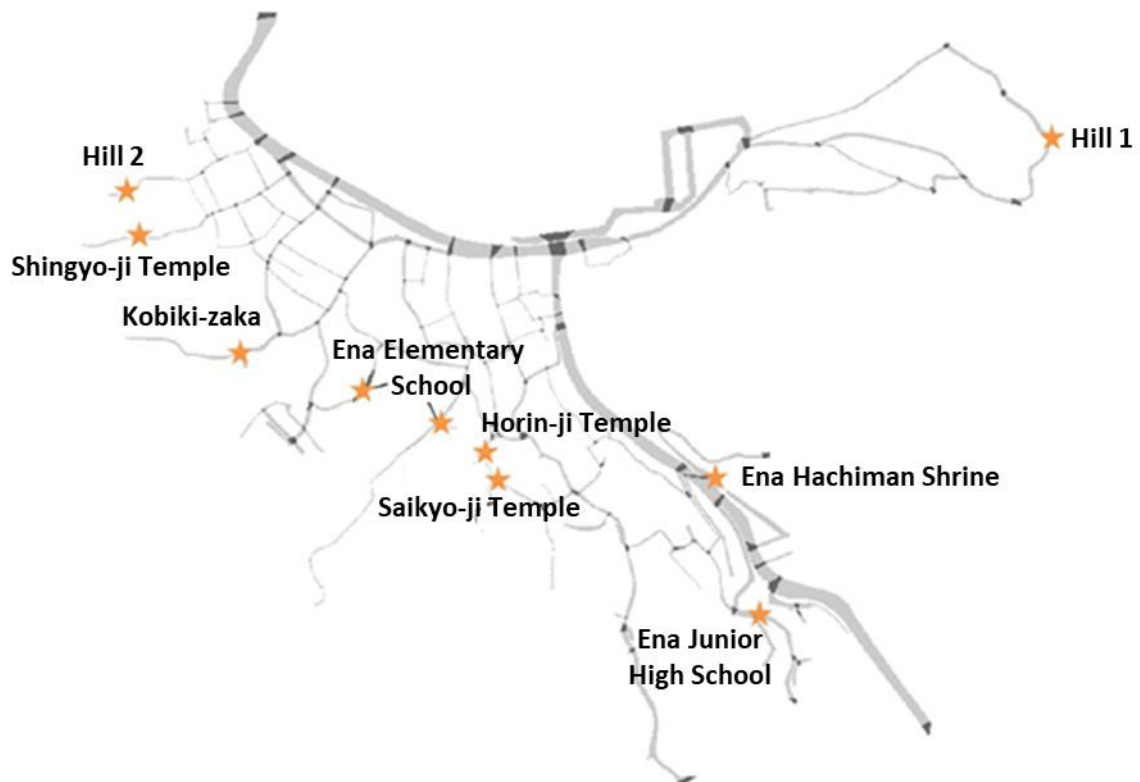 Hill 1
Hill 2
Shingyo-ji Temple
Kobiki-zaka
Ena Elementary
School
Horin-ji Temple
Ena Hachiman Shrine
Saikyo-ji Temple
Ena Junior
High School